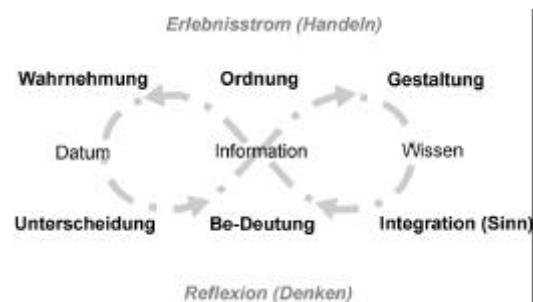 Erlebnisstrom (Handeln)
Wahrnehmung Ordnung Gestaltung
Datum Information Wissen
Unterscheidung Be-Deutung Integration (Sinn)
Reflexion (Denken)